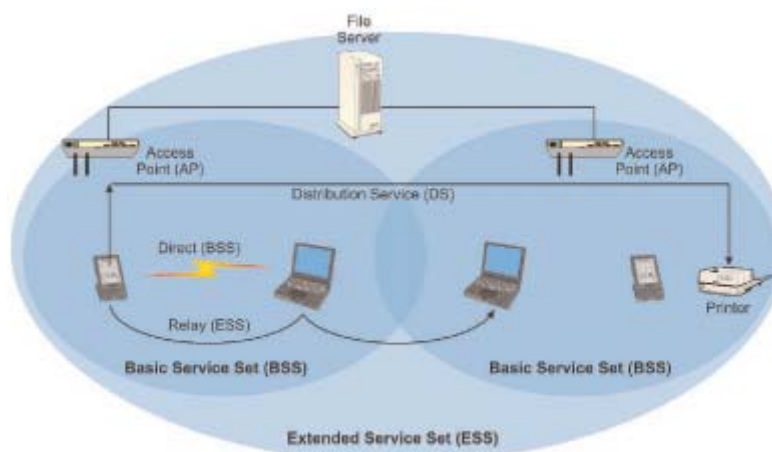 File
Server
Access
Point (AP)
Access
Point (AP)
Distribution Service (DS)
Direct (BSS)
Relay (ESS)
Printer
Basic Service Set (BSS)
Basic Service Set (BSS)
Extended Service Set (ESS)